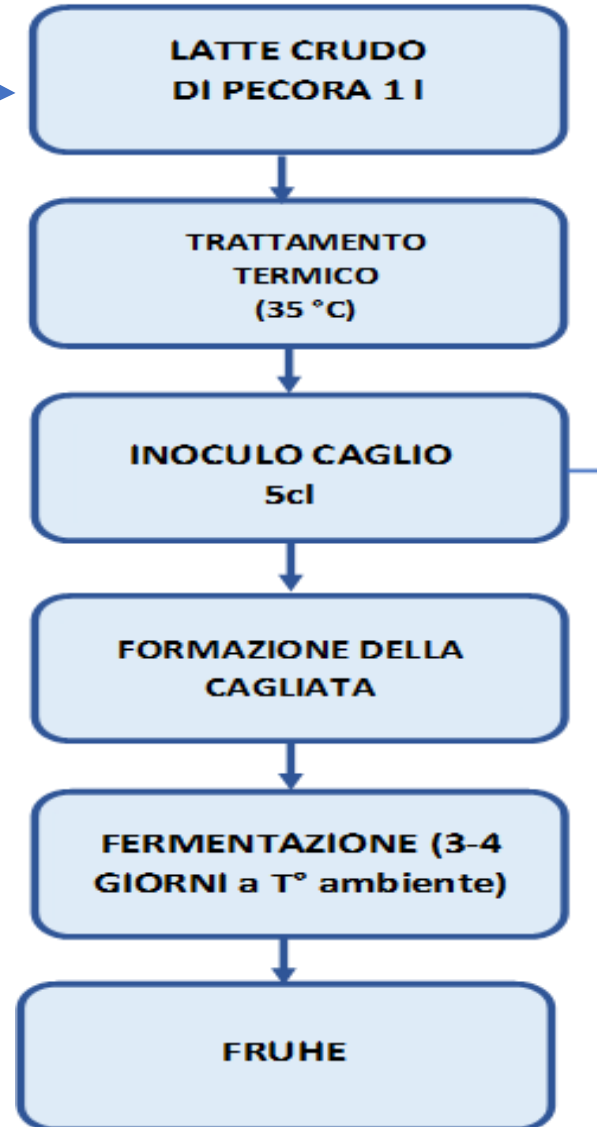 LATTE CRUDO
DI PECORA 1 l
TRATTAMENTO
TERMICO
(35 °C)
INOCULO CAGLIO
5cl
FORMAZIONE DELLA
CAGLIATA
FERMENTAZIONE (3-4
GIORNI a T° ambiente)
FRUHE